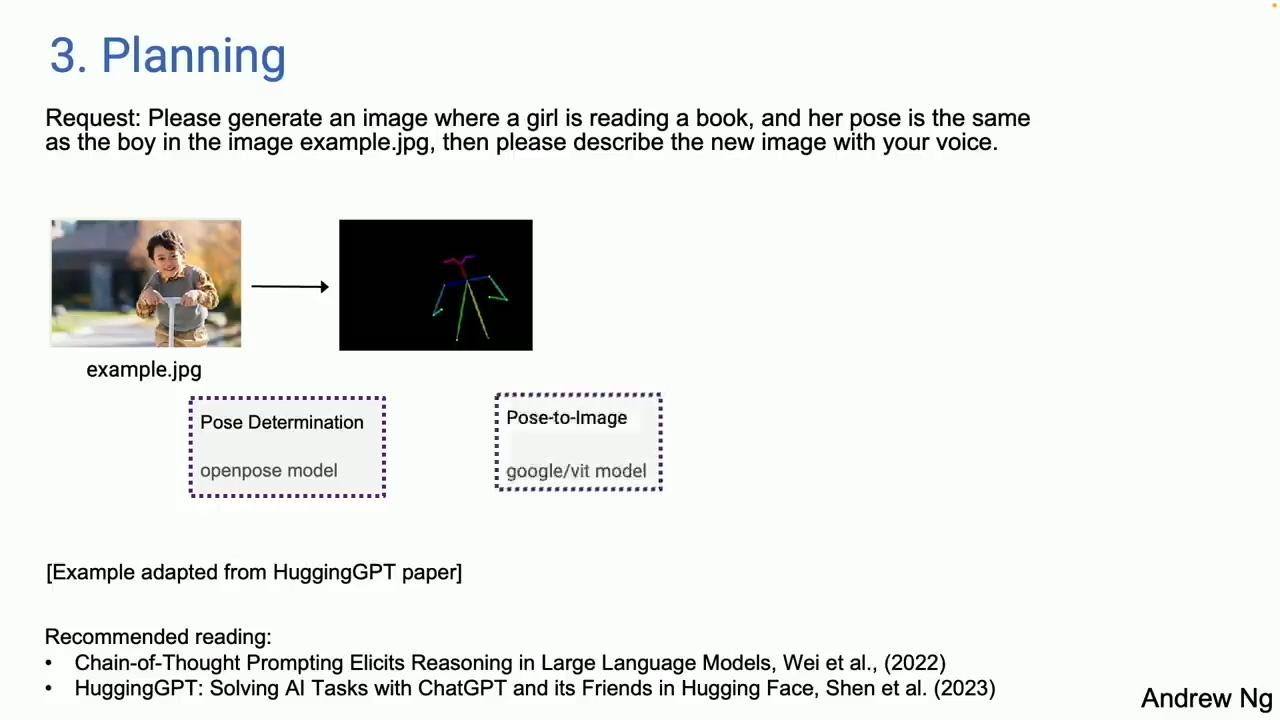 3. Planning
Request: Please generate an image where a girl is reading a book, and her pose is the same
as the boy in the image example.jpg, then please describe the new image with your voice.
example.jpg
Pose Determination
openpose model
Pose-to-Image
google/vit model
[Example adapted from HuggingGPT paper]
Recommended reading:
• Chain-of-Thought Prompting Elicits Reasoning in Large Language Models, Wei et al., (2022)
• HuggingGPT: Solving AI Tasks with ChatGPT and its Friends in Hugging Face, Shen et al. (2023)
Andrew Ng